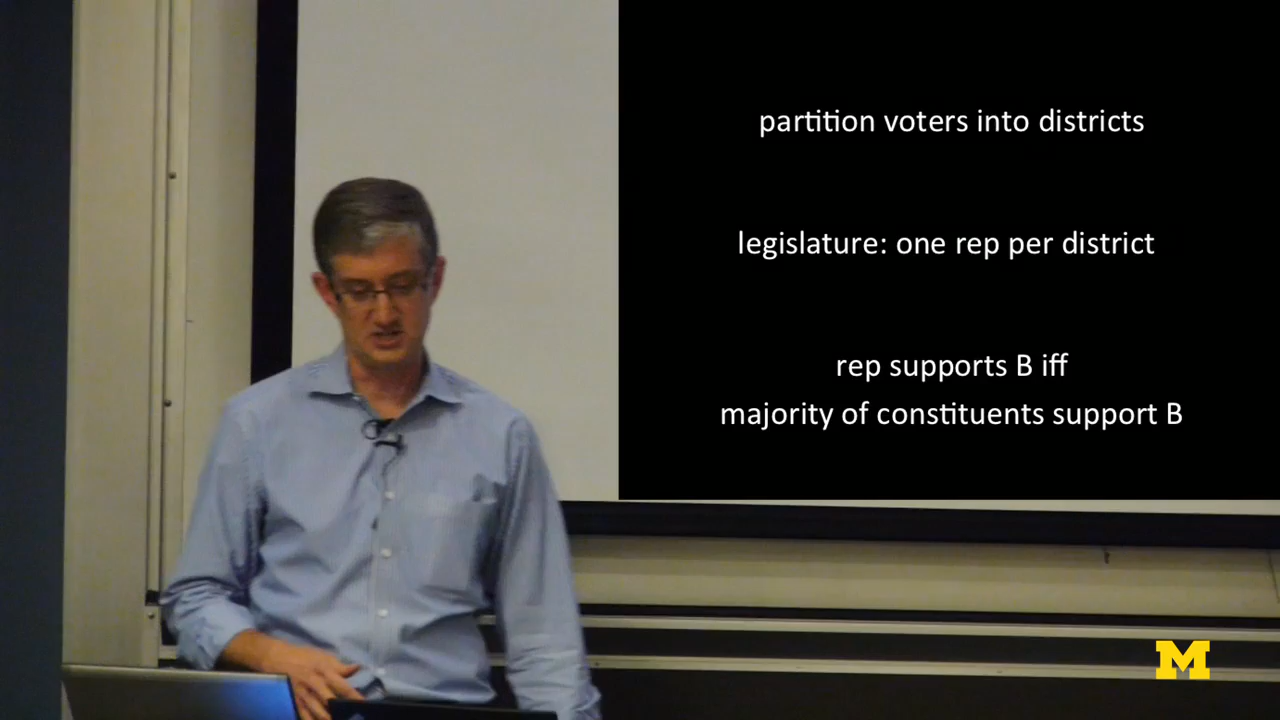 partition voters into districts
legislature: one rep per district
rep supports B iff
majority of constituents support B
M